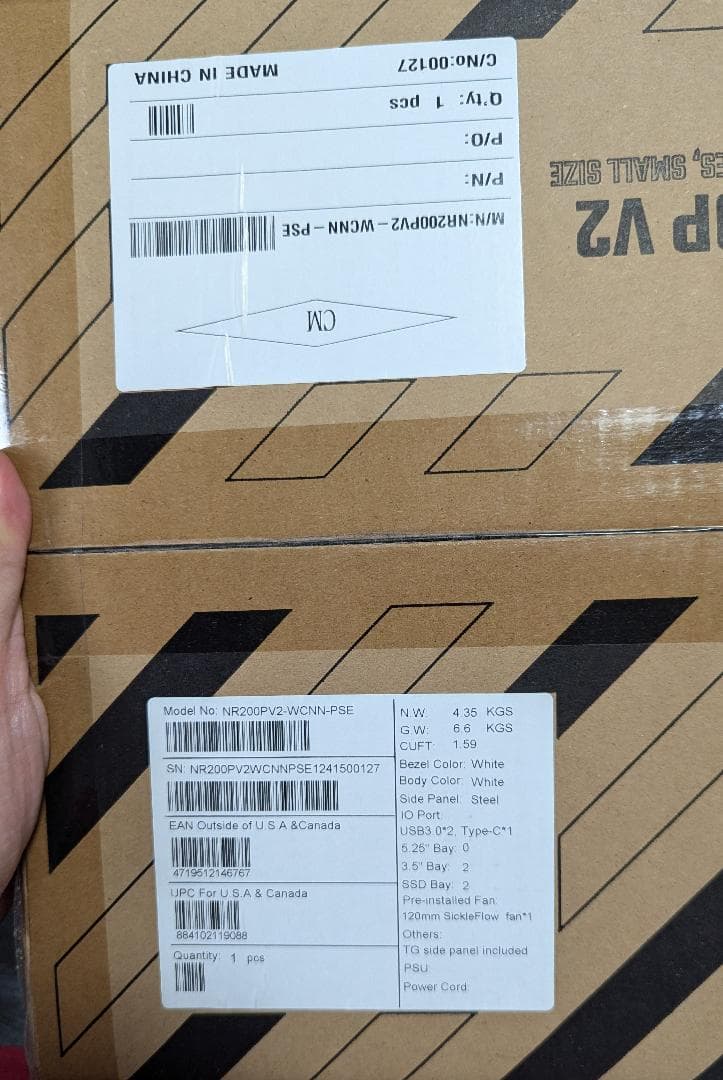 C/No:00127 MADE IN CHINA
Q'ty: 1 pcs
P/O:
P/N:
M/N:NR200PV2-WCNN-PSE
CM
P V2
ES, SMALL SIZE
Model No: NR200PV2-WCNN-PSE
SN: NR200PV2WCNNPSE1241500127
EAN Outside of U S A &Canada
4719512146767
UPC For U.S.A & Canada
884102119088
Quantity: 1 pcs
N.W: 4.35 KGS
G.W: 6.6 KGS
CUFT: 1.59
Bezel Color: White
Body Color: White
Side Panel: Steel
IO Port:
USB3 0*2, Type-C*1
5.25" Bay: 0
3.5" Bay: 2
SSD Bay: 2
Pre-installed Fan:
120mm SickleFlow fan*1
Others:
TG side panel included
PSU:
Power Cord: